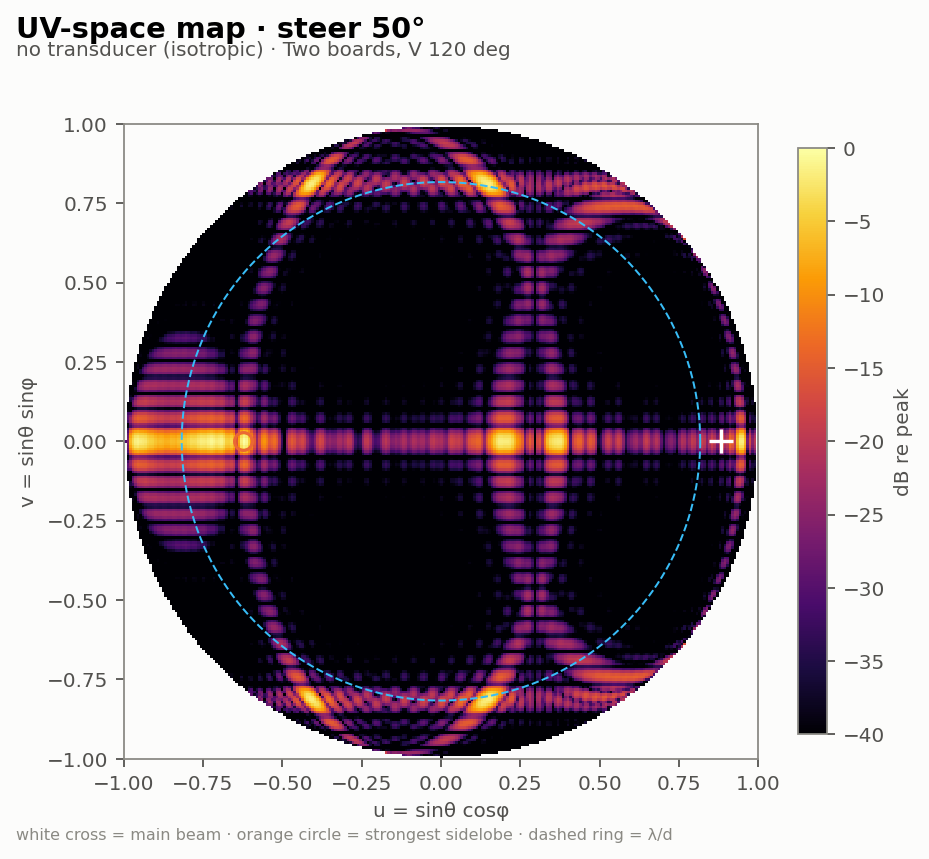 UV-space map · steer 50°
no transducer (isotropic) · Two boards, V 120 deg
1.00
0.75
0.50
0.25
0.00
−0.25
−0.50
−0.75
−1.00
v = sinθ sinφ
−1.00 −0.75 −0.50 −0.25 0.00 0.25 0.50 0.75 1.00
u = sinθ cosφ
0
−5
−10
−15
−20
−25
−30
−35
−40
dB re peak
white cross = main beam · orange circle = strongest sidelobe · dashed ring = λ/d